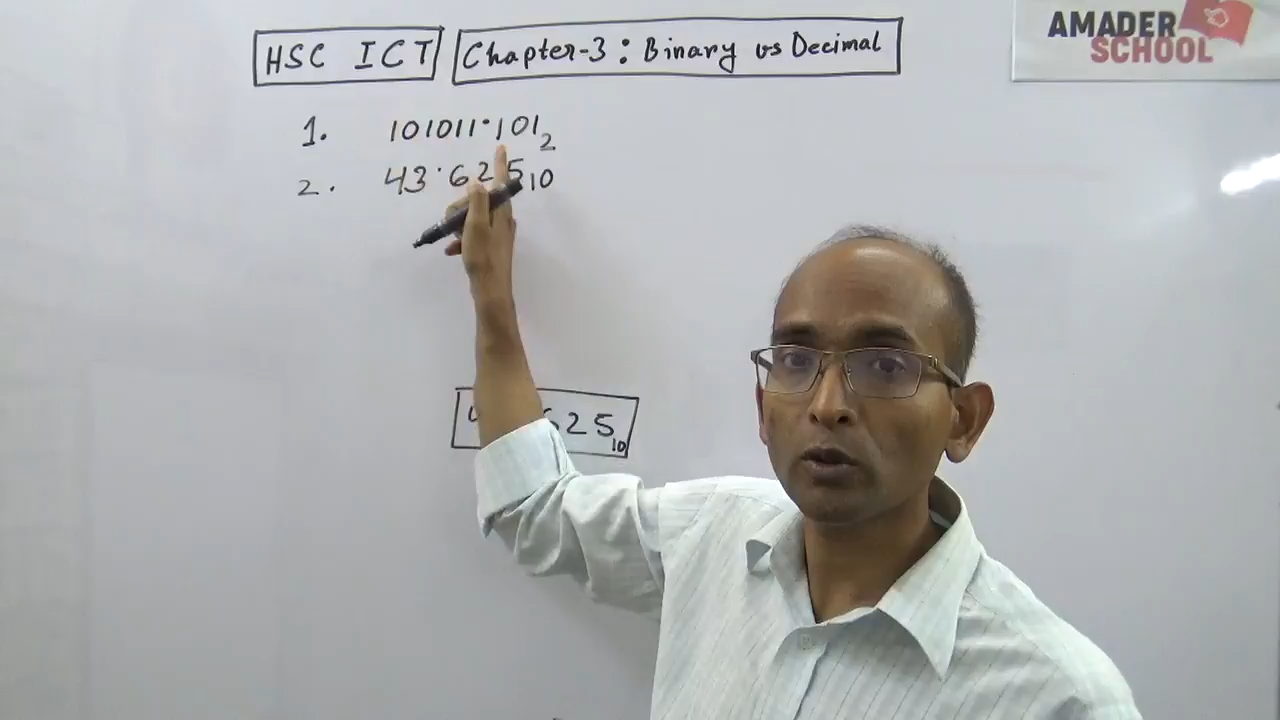 HSC ICT Chapter-3: Binary vs Decimal
AMADER
SCHOOL
1. 101011.101₂
2. 43.625₁₀
625₁₀